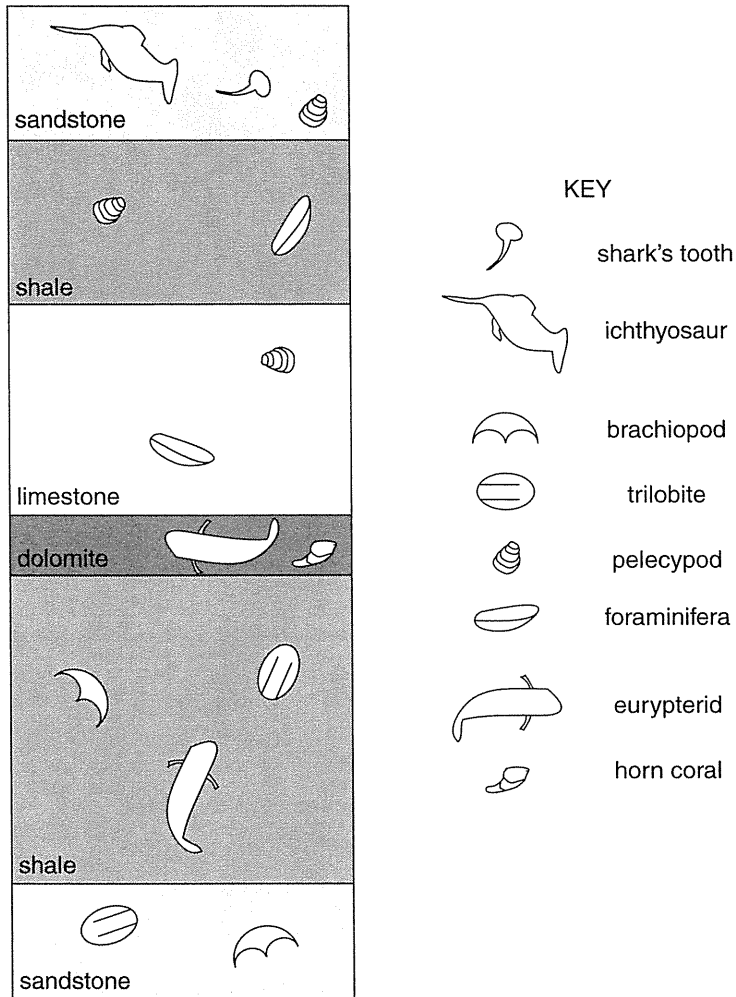 sandstone
shale
limestone
dolomite
shale
sandstone
KEY
shark's tooth
ichthyosaur
brachiopod
trilobite
pelecypod
foraminifera
eurypterid
horn coral